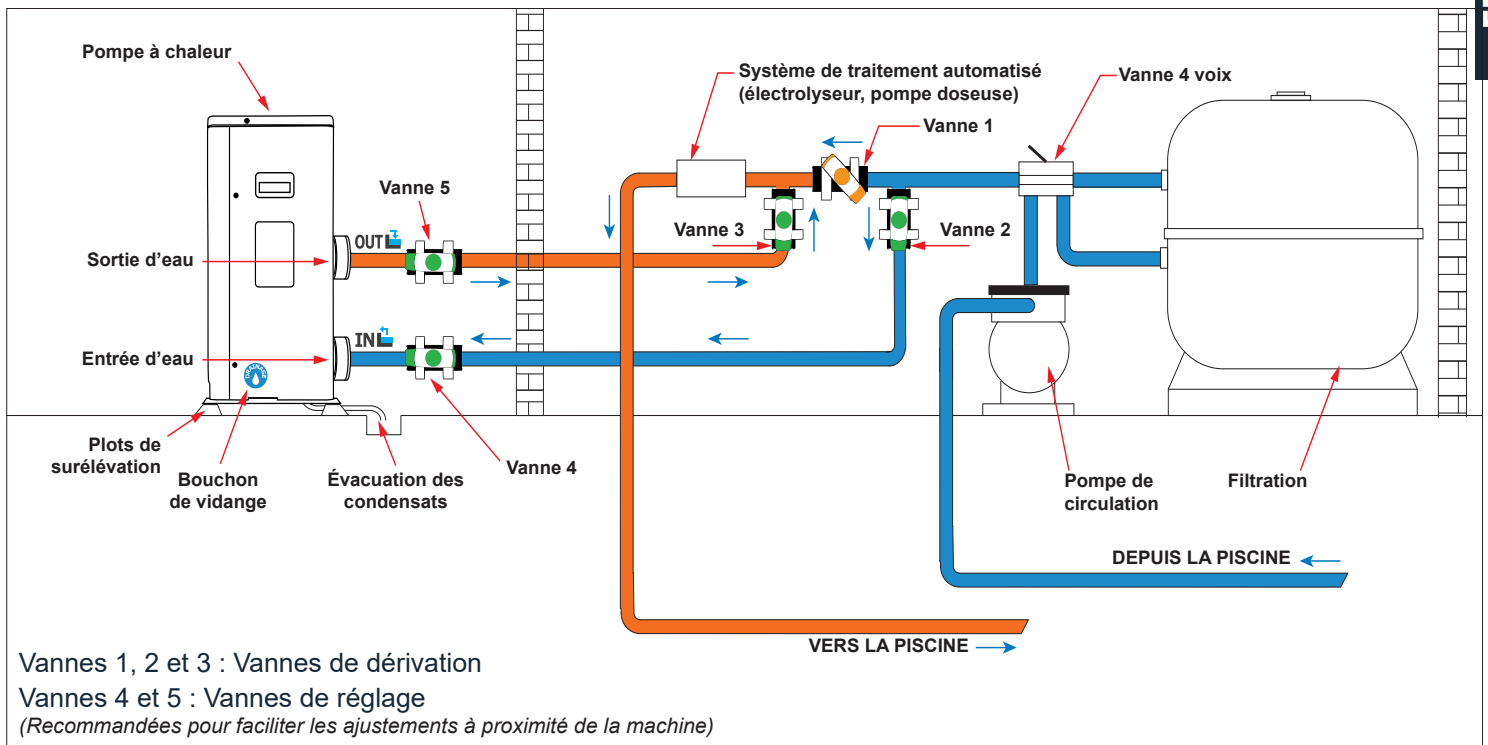 Pompe à chaleur
Système de traitement automatisé
(électrolyseur, pompe doseuse)
Vanne 4 voix
Vanne 1
Vanne 5
Vanne 3
Vanne 2
OUT
Sortie d’eau
IN
Entrée d’eau
DRAINAGE
Plots de
surélévation
Bouchon
de vidange
Évacuation des
condensats
Vanne 4
Pompe de
circulation
Filtration
DEPUIS LA PISCINE
VERS LA PISCINE
Vannes 1, 2 et 3 : Vannes de dérivation
Vannes 4 et 5 : Vannes de réglage
(Recommandées pour faciliter les ajustements à proximité de la machine)